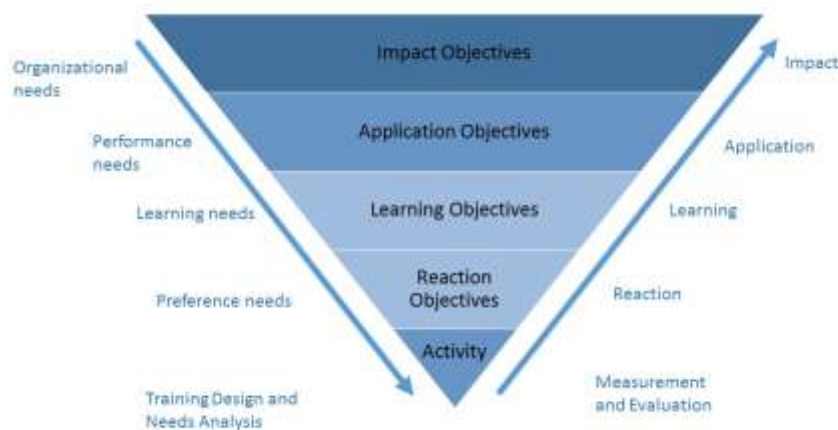 Impact Objectives
Organizational
needs
Impact
Application Objectives
Performance
needs
Application
Learning Objectives
Learning needs
Learning
Reaction
Objectives
Preference needs
Reaction
Activity
Training Design and
Needs Analysis
Measurement
and Evaluation